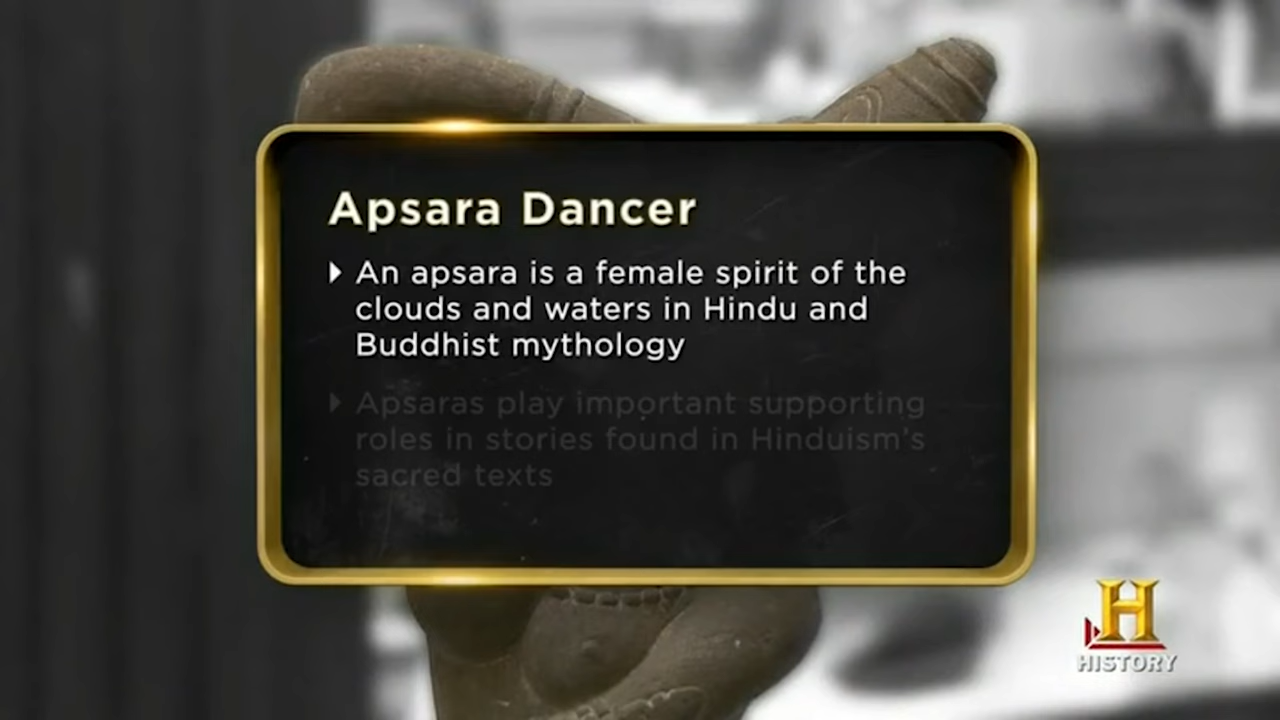 Apsara Dancer
An apsara is a female spirit of the
clouds and waters in Hindu and
Buddhist mythology
Apsaras play important supporting
roles in stories found in Hinduism's
sacred texts
H
HISTORY